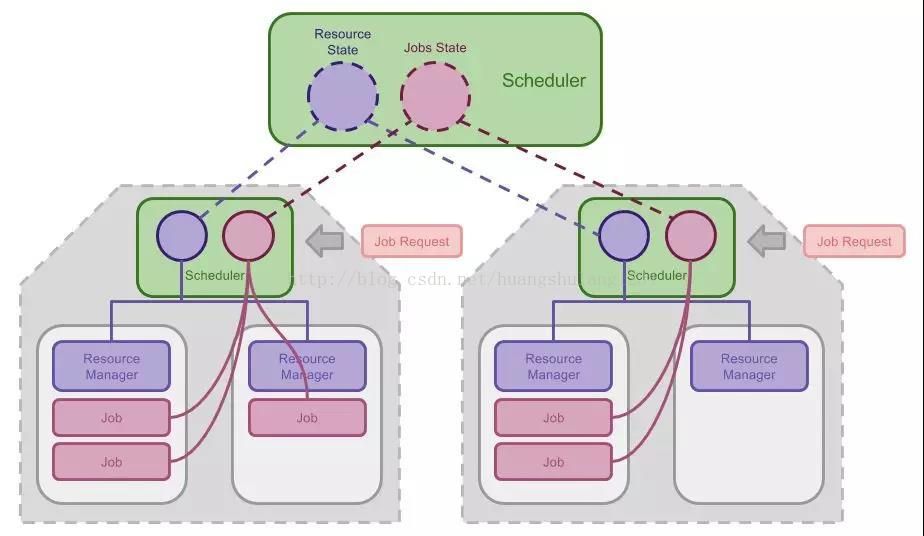 Resource
State
Jobs State
Scheduler
Job Request
Scheduler
Resource
Manager
Resource
Manager
Job
Job
Job
Job Request
Scheduler
Resource
Manager
Resource
Manager
Job
Job